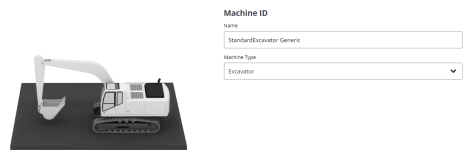 Machine ID
Name
StandardExcavator Generic
Machine Type
Excavator